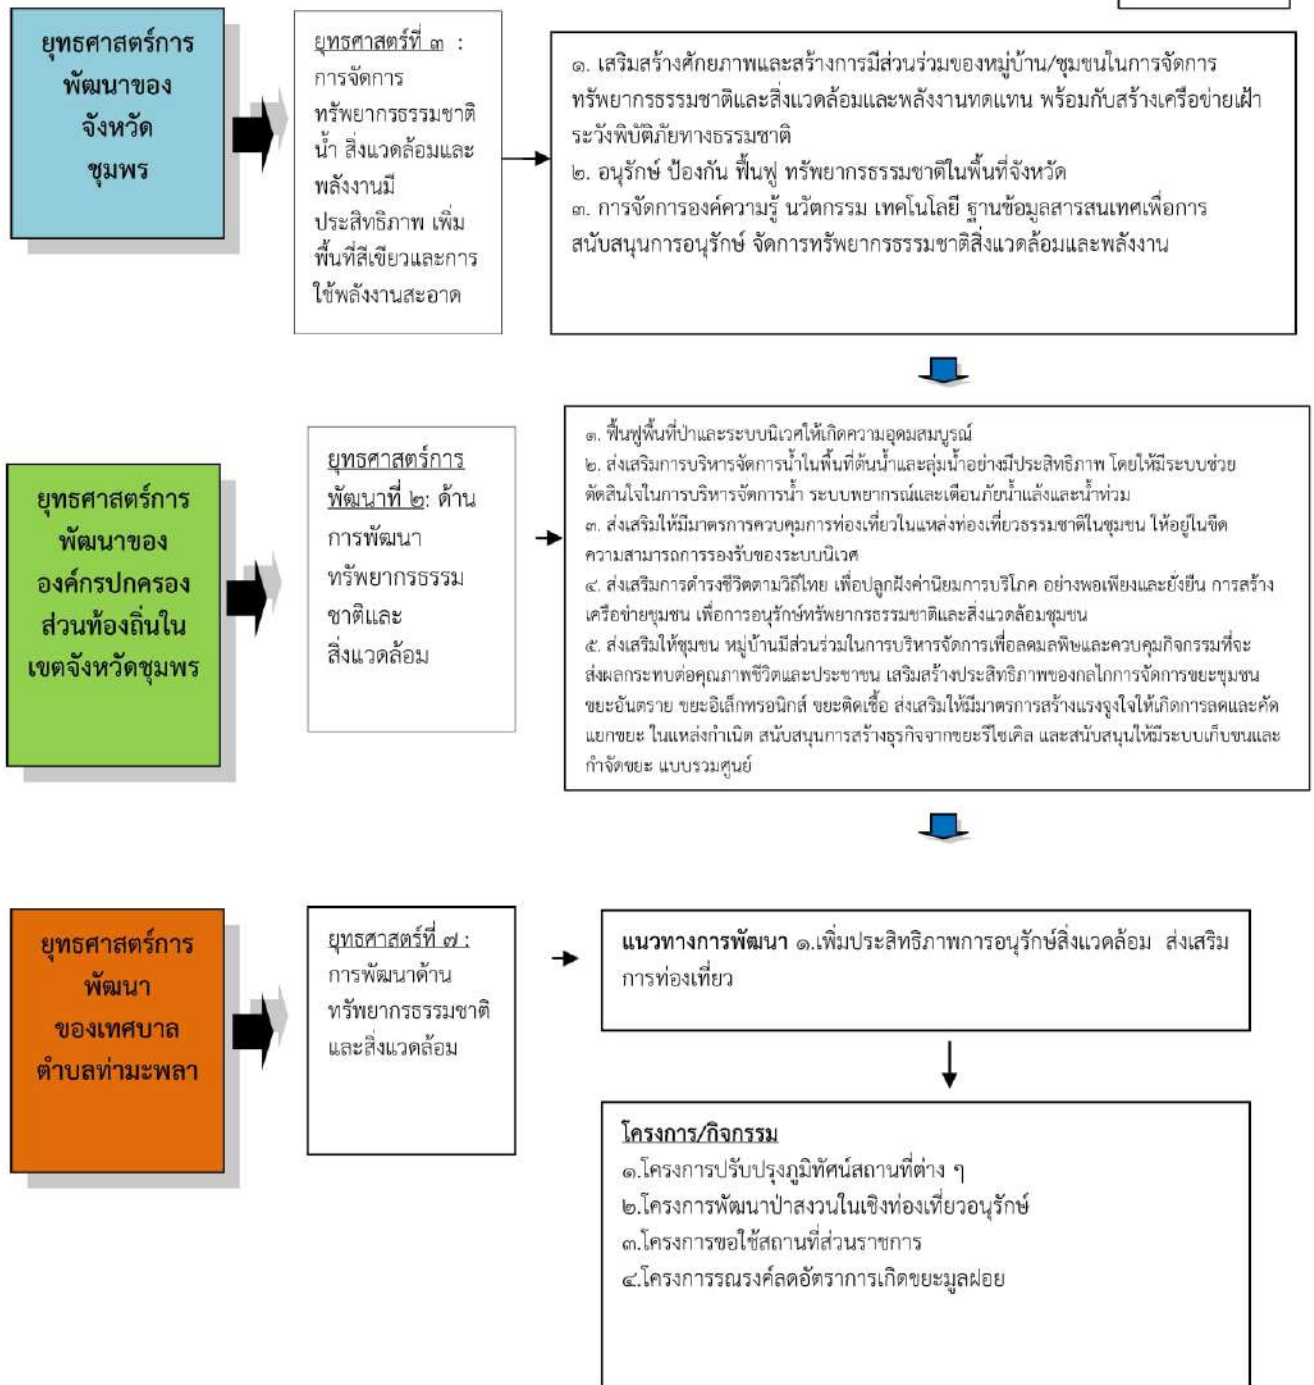 ยุทธศาสตร์การ
พัฒนาของ
จังหวัด
ชุมพร
ยุทธศาสตร์ที่ ๓ :
การจัดการ
ทรัพยากรธรรมชาติ
น้ำ สิ่งแวดล้อมและ
พลังงานมี
ประสิทธิภาพ เพิ่ม
พื้นที่สีเขียวและการ
ใช้พลังงานสะอาด
๑. เสริมสร้างศักยภาพและสร้างการมีส่วนร่วมของหมู่บ้าน/ชุมชนในการจัดการ
ทรัพยากรธรรมชาติและสิ่งแวดล้อมและพลังงานทดแทน พร้อมกับสร้างเครือข่ายเฝ้า
ระวังพิบัติภัยทางธรรมชาติ
๒. อนุรักษ์ ป้องกัน ฟื้นฟู ทรัพยากรธรรมชาติในพื้นที่จังหวัด
๓. การจัดการองค์ความรู้ นวัตกรรม เทคโนโลยี ฐานข้อมูลสารสนเทศเพื่อการ
สนับสนุนการอนุรักษ์ จัดการทรัพยากรธรรมชาติสิ่งแวดล้อมและพลังงาน
ยุทธศาสตร์การ
พัฒนาของ
องค์กรปกครอง
ส่วนท้องถิ่นใน
เขตจังหวัดชุมพร
ยุทธศาสตร์การ
พัฒนาที่ ๒: ด้าน
การพัฒนา
ทรัพยากรธรรม
ชาติและ
สิ่งแวดล้อม
๑. ฟื้นฟูพื้นที่ป่าและระบบนิเวศให้เกิดความอุดมสมบูรณ์
๒. ส่งเสริมการบริหารจัดการน้ำในพื้นที่ต้นน้ำและลุ่มน้ำอย่างมีประสิทธิภาพ โดยให้มีระบบช่วย
ตัดสินใจในการบริหารจัดการน้ำ ระบบพยากรณ์และเตือนภัยน้ำแล้งและน้ำท่วม
๓. ส่งเสริมให้มีมาตรการควบคุมการท่องเที่ยวในแหล่งท่องเที่ยวธรรมชาติในชุมชน ให้อยู่ในขีด
ความสามารถการรองรับของระบบนิเวศ
๔. ส่งเสริมการดำรงชีวิตตามวิถีไทย เพื่อปลูกฝังค่านิยมการบริโภค อย่างพอเพียงและยั่งยืน การสร้าง
เครือข่ายชุมชน เพื่อการอนุรักษ์ทรัพยากรธรรมชาติและสิ่งแวดล้อมชุมชน
๕. ส่งเสริมให้ชุมชน หมู่บ้านมีส่วนร่วมในการบริหารจัดการเพื่อลดมลพิษและควบคุมกิจกรรมที่จะ
ส่งผลกระทบต่อคุณภาพชีวิตและประชาชน เสริมสร้างประสิทธิภาพของกลไกการจัดการขยะชุมชน
ขยะอันตราย ขยะอิเล็กทรอนิกส์ ขยะติดเชื้อ ส่งเสริมให้มีมาตรการสร้างแรงจูงใจให้เกิดการลดและคัด
แยกขยะ ในแหล่งกำเนิด สนับสนุนการสร้างธุรกิจจากขยะรีไซเคิล และสนับสนุนให้มีระบบเก็บขนและ
กำจัดขยะ แบบรวมศูนย์
ยุทธศาสตร์การ
พัฒนา
ของเทศบาล
ตำบลท่ามะพลา
ยุทธศาสตร์ที่ ๗ :
การพัฒนาด้าน
ทรัพยากรธรรมชาติ
และสิ่งแวดล้อม
แนวทางการพัฒนา ๑.เพิ่มประสิทธิภาพการอนุรักษ์สิ่งแวดล้อม ส่งเสริม
การท่องเที่ยว
โครงการ/กิจกรรม
๑.โครงการปรับปรุงภูมิทัศน์สถานที่ต่าง ๆ
๒.โครงการพัฒนาป่าสงวนในเชิงท่องเที่ยวอนุรักษ์
๓.โครงการขอใช้สถานที่ส่วนราชการ
๔.โครงการรณรงค์ลดอัตราการเกิดขยะมูลฝอย